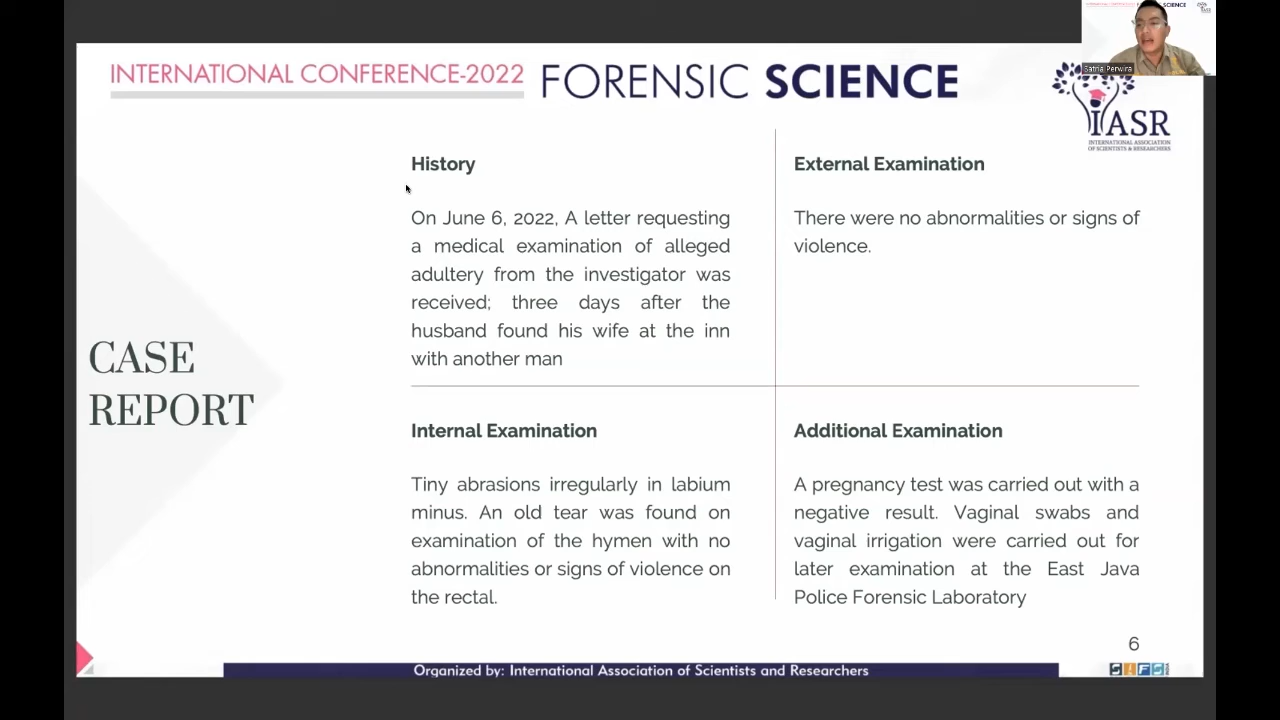 INTERNATIONAL CONFERENCE-2022
FORENSIC SCIENCE
SCIENCE
Satria Perwira
IASR
INTERNATIONAL ASSOCIATION
OF SCIENTISTS & RESEARCHERS
CASE
REPORT
History
On June 6, 2022, A letter requesting
a medical examination of alleged
adultery from the investigator was
received; three days after the
husband found his wife at the inn
with another man
External Examination
There were no abnormalities or signs of
violence.
Internal Examination
Tiny abrasions irregularly in labium
minus. An old tear was found on
examination of the hymen with no
abnormalities or signs of violence on
the rectal.
Additional Examination
A pregnancy test was carried out with a
negative result. Vaginal swabs and
vaginal irrigation were carried out for
later examination at the East Java
Police Forensic Laboratory
6
Organized by: International Association of Scientists and Researchers
SIFS